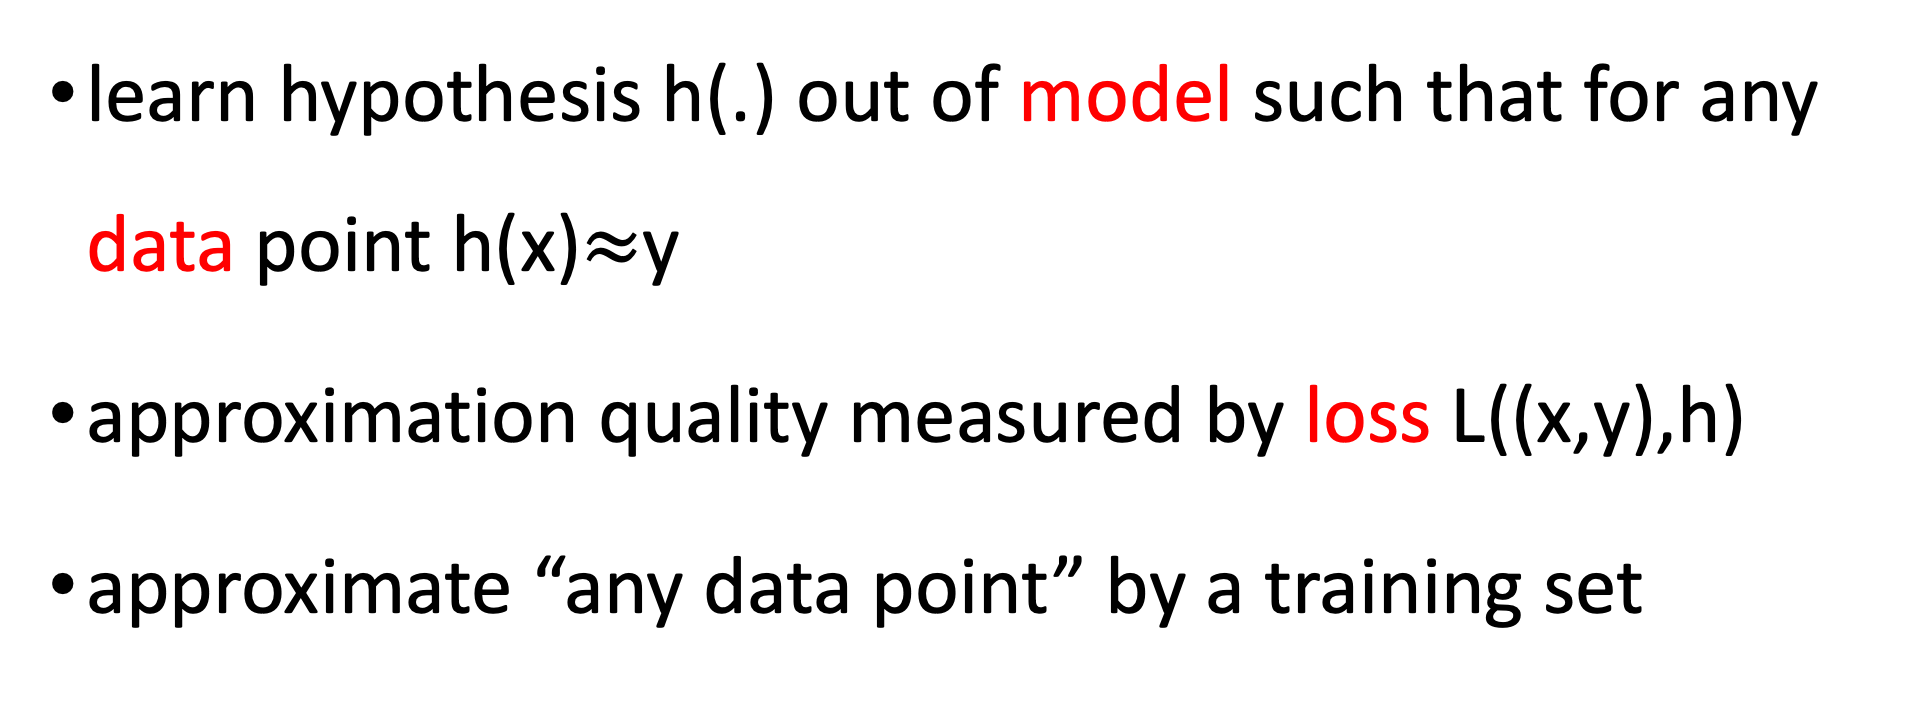 •learn hypothesis h(.) out of model such that for any
data point h(x)≈y
•approximation quality measured by loss L((x,y),h)
•approximate “any data point” by a training set